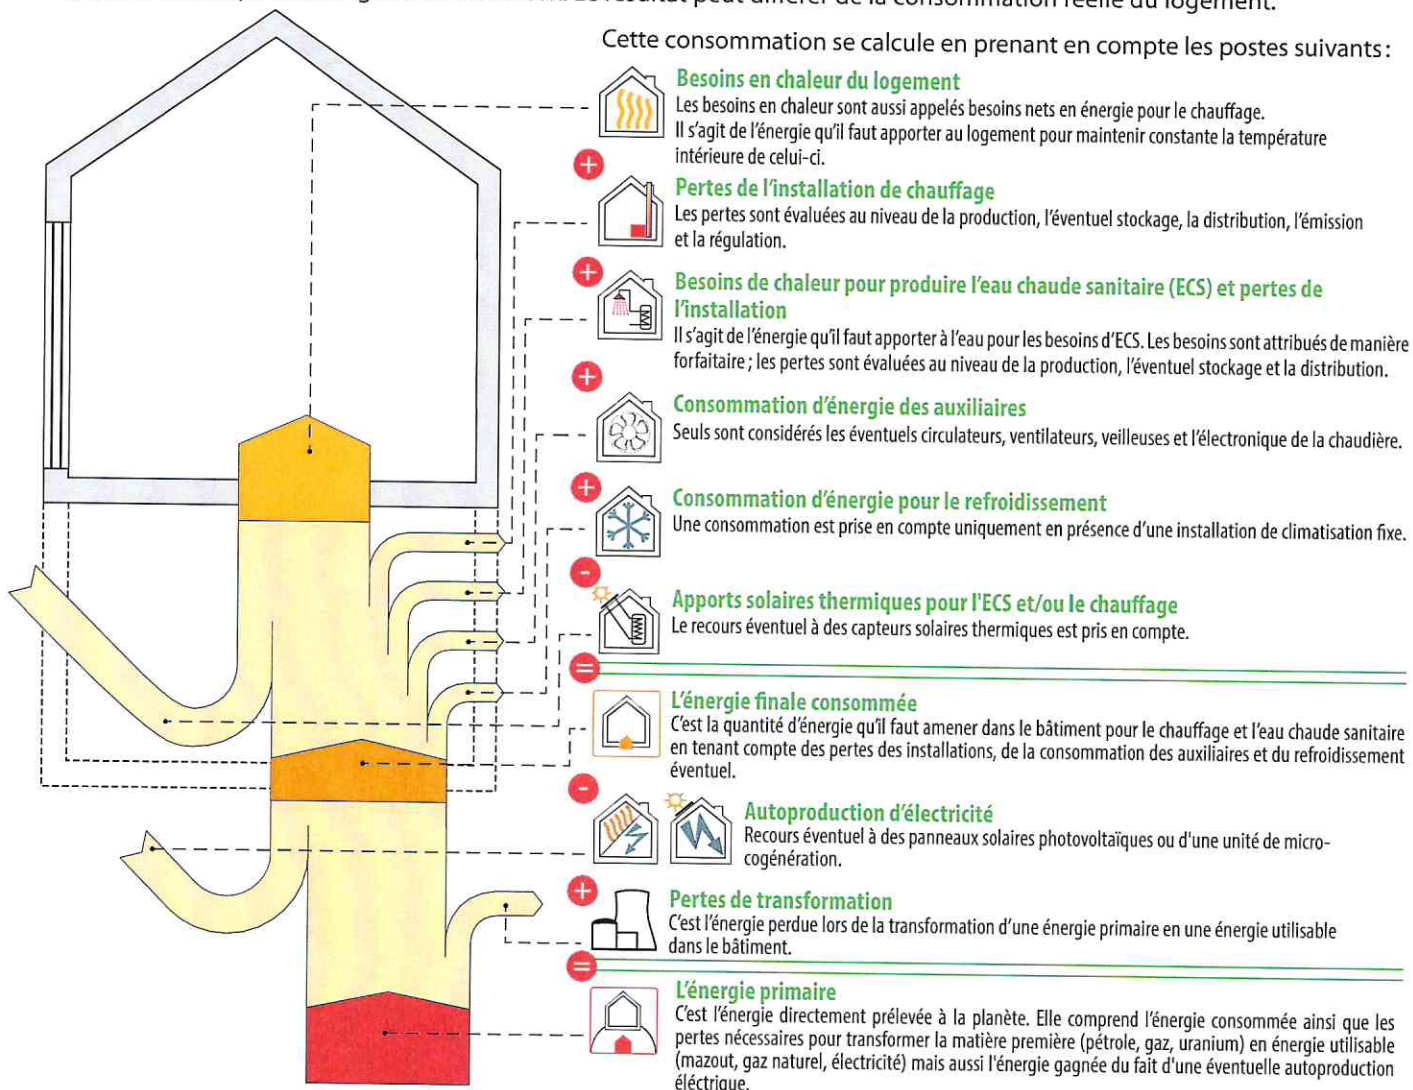 résultat peut différer de la consommation réelle du logement.
Cette consommation se calcule en prenant en compte les postes suivants :
Besoins en chaleur du logement
Les besoins en chaleur sont aussi appelés besoins nets en énergie pour le chauffage.
Il s'agit de l'énergie qu'il faut apporter au logement pour maintenir constante la température
intérieure de celui-ci.
+
Pertes de l'installation de chauffage
Les pertes sont évaluées au niveau de la production, l'éventuel stockage, la distribution, l'émission
et la régulation.
+
Besoins de chaleur pour produire l'eau chaude sanitaire (ECS) et pertes de
l'installation
Il s'agit de l'énergie qu'il faut apporter à l'eau pour les besoins d'ECS. Les besoins sont attribués de manière
forfaitaire ; les pertes sont évaluées au niveau de la production, l'éventuel stockage et la distribution.
+
Consommation d'énergie des auxiliaires
Seuls sont considérés les éventuels circulateurs, ventilateurs, veilleuses et l'électronique de la chaudière.
+
Consommation d'énergie pour le refroidissement
Une consommation est prise en compte uniquement en présence d'une installation de climatisation fixe.
-
Apports solaires thermiques pour l'ECS et/ou le chauffage
Le recours éventuel à des capteurs solaires thermiques est pris en compte.
=
L'énergie finale consommée
C'est la quantité d'énergie qu'il faut amener dans le bâtiment pour le chauffage et l'eau chaude sanitaire
en tenant compte des pertes des installations, de la consommation des auxiliaires et du refroidissement
éventuel.
-
Autoproduction d'électricité
Recours éventuel à des panneaux solaires photovoltaïques ou d'une unité de micro-
cogénération.
+
Pertes de transformation
C'est l'énergie perdue lors de la transformation d'une énergie primaire en une énergie utilisable
dans le bâtiment.
=
L'énergie primaire
C'est l'énergie directement prélevée à la planète. Elle comprend l'énergie consommée ainsi que les
pertes nécessaires pour transformer la matière première (pétrole, gaz, uranium) en énergie utilisable
(mazout, gaz naturel, électricité) mais aussi l'énergie gagnée du fait d'une éventuelle autoproduction
éléctrique.